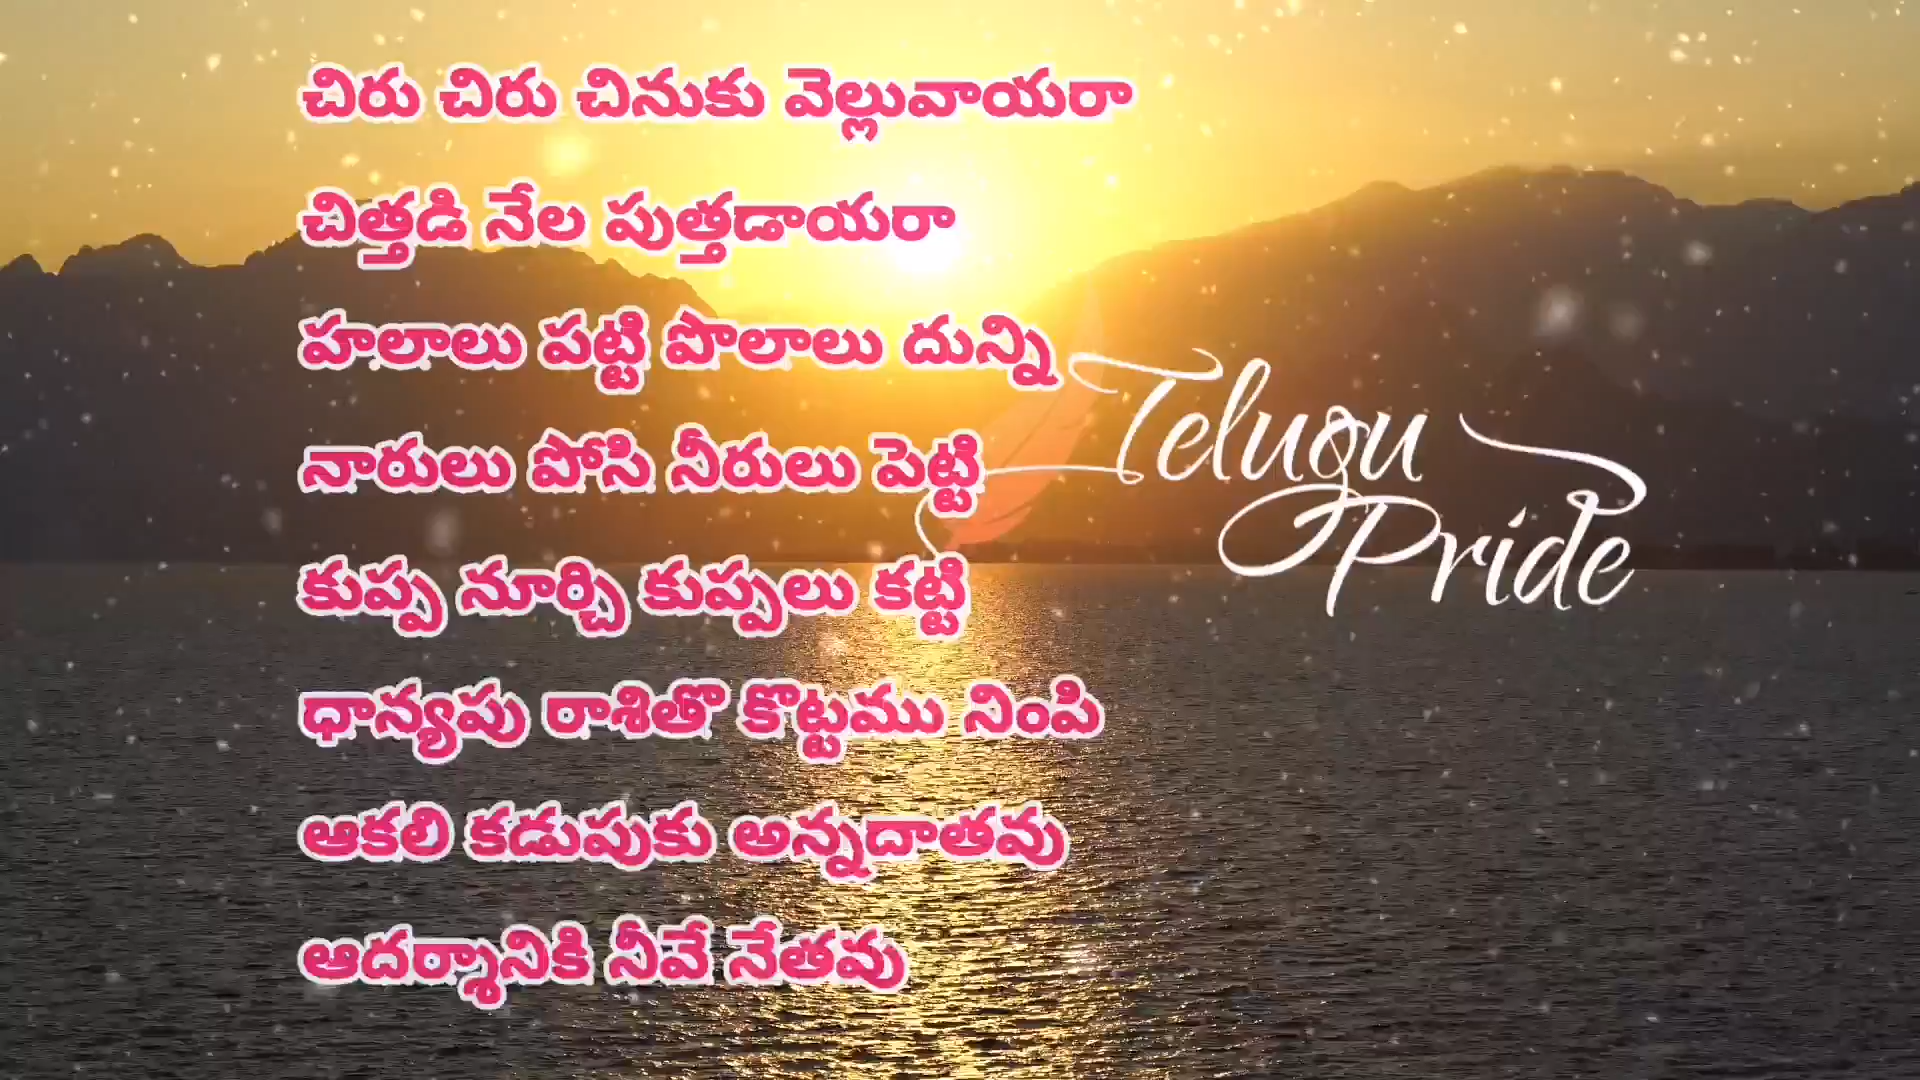 చిరు చిరు చినుకు వెల్లువాయరా
చిత్తడి నేల పుత్తడాయరా
హలాలు పట్టి పొలాలు దున్ని
నారులు పోసి నీరులు పెట్టి
కుప్ప నూర్చి కుప్పలు కట్టి
ధాన్యపు రాశితొ కొట్టము నింపి
ఆకలి కడుపుకు అన్నదాతవు
ఆదర్శానికి నీవే నేతవు
Telugu
Pride